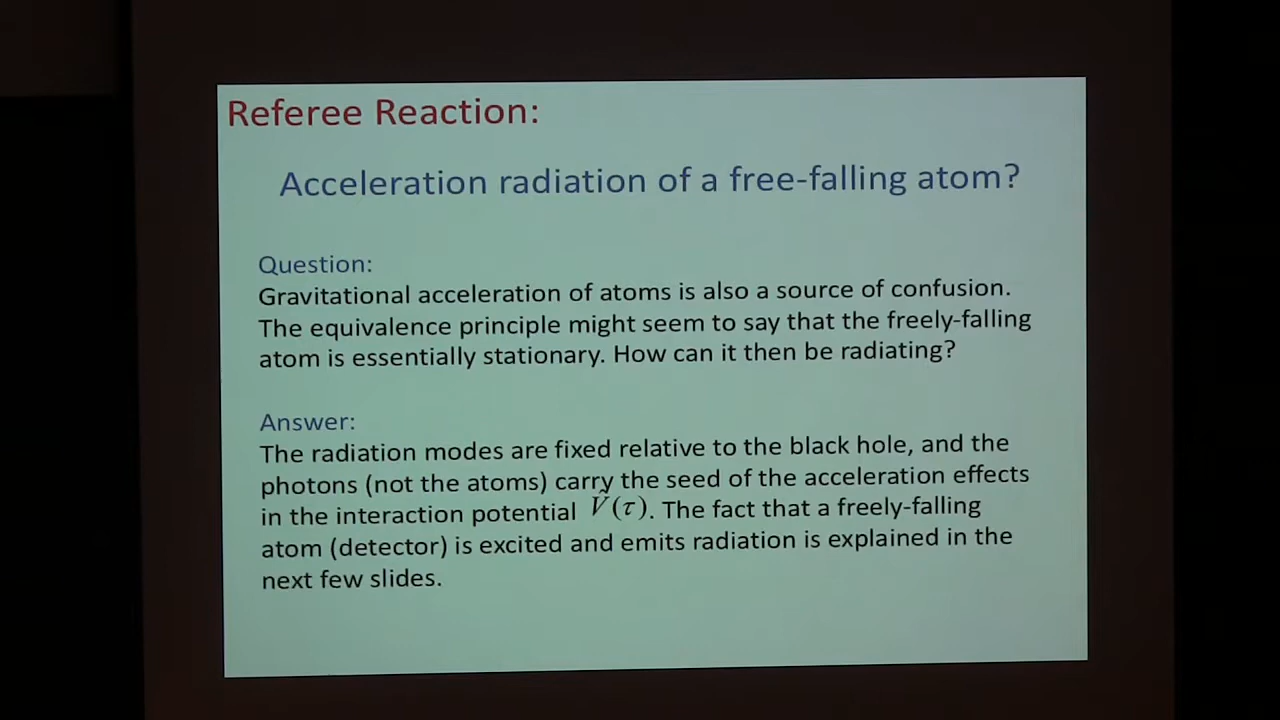 Referee Reaction:
Acceleration radiation of a free-falling atom?
Question:
Gravitational acceleration of atoms is also a source of confusion.
The equivalence principle might seem to say that the freely-falling
atom is essentially stationary. How can it then be radiating?
Answer:
The radiation modes are fixed relative to the black hole, and the
photons (not the atoms) carry the seed of the acceleration effects
in the interaction potential V̂(τ). The fact that a freely-falling
atom (detector) is excited and emits radiation is explained in the
next few slides.